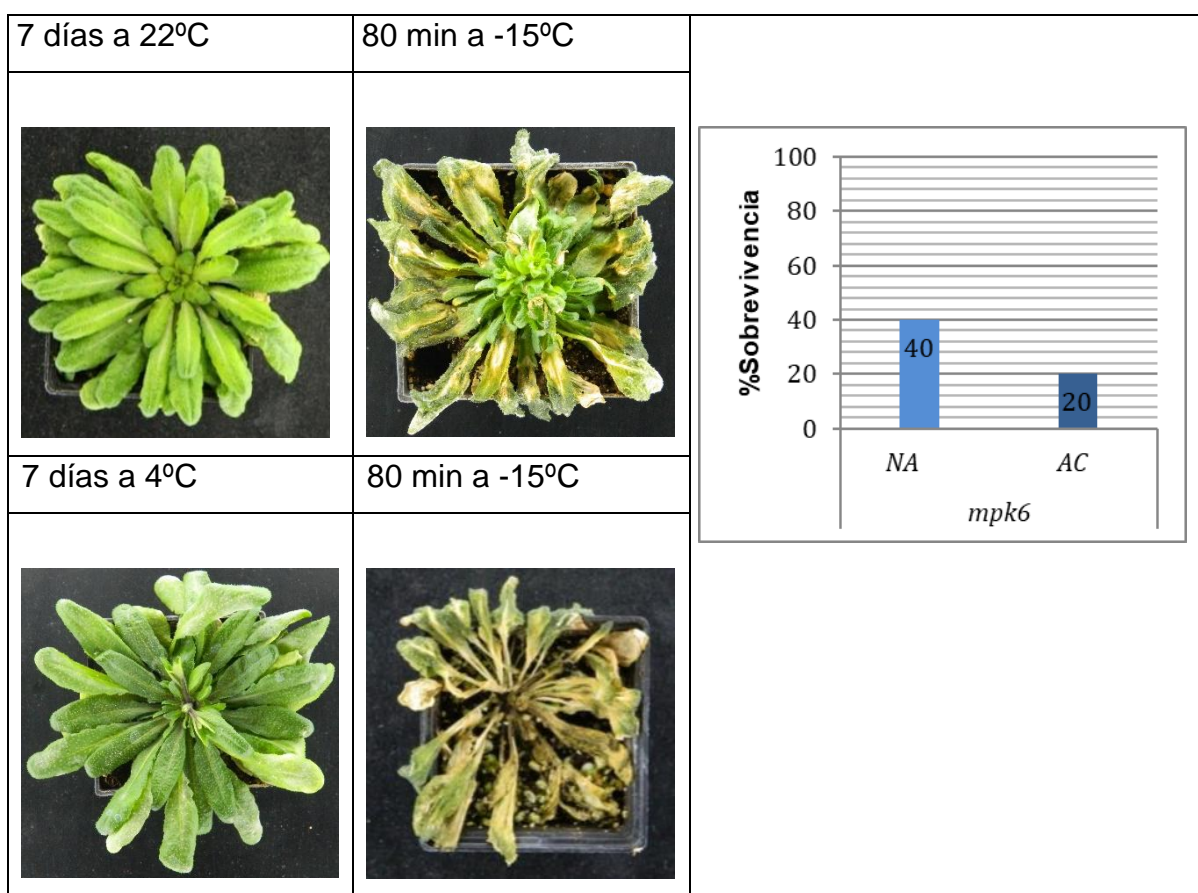 7 días a 22ºC
80 min a -15ºC
7 días a 4ºC
80 min a -15ºC
%Sobrevivencia
100
80
60
40
20
0
40
20
NA
AC
mpk6